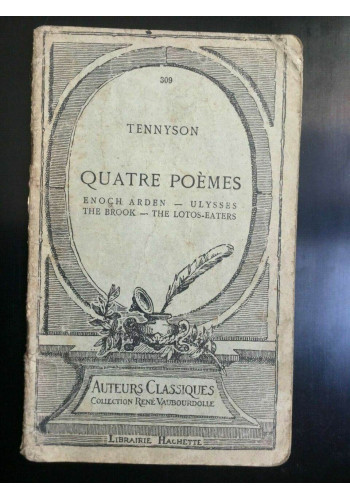 309
TENNYSON
QUATRE POÈMES
ENOCH ARDEN — ULYSSES
THE BROOK — THE LOTOS-EATERS
AUTEURS CLASSIQUES
COLLECTION RENÉ VAUBOURDOLLE
LIBRAIRIE HACHETTE